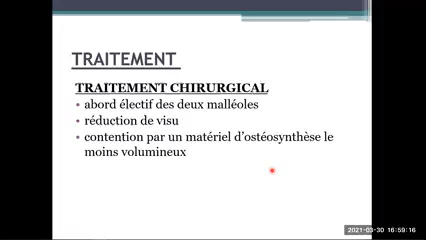 TRAITEMENT
TRAITEMENT CHIRURGICAL
• abord électif des deux malléoles
• réduction de visu
• contention par un matériel d'ostéosynthèse le
moins volumineux
2021-03-30 16:59:16